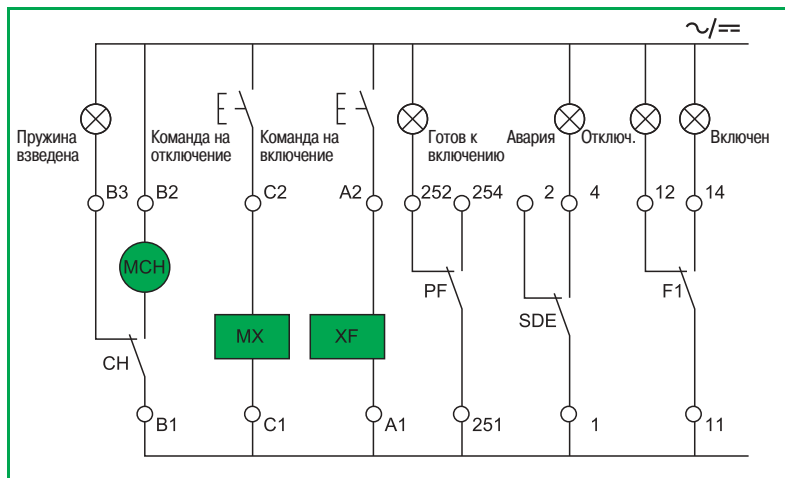 ~/==
Пружина
взведена
Команда на
отключение
Команда на
включение
Готов к
включению
Авария
Отключ.
Включен
B3
B2
C2
A2
252
254
2
4
12
14
MCH
PF
F1
SDE
MX
XF
CH
B1
C1
A1
251
1
11